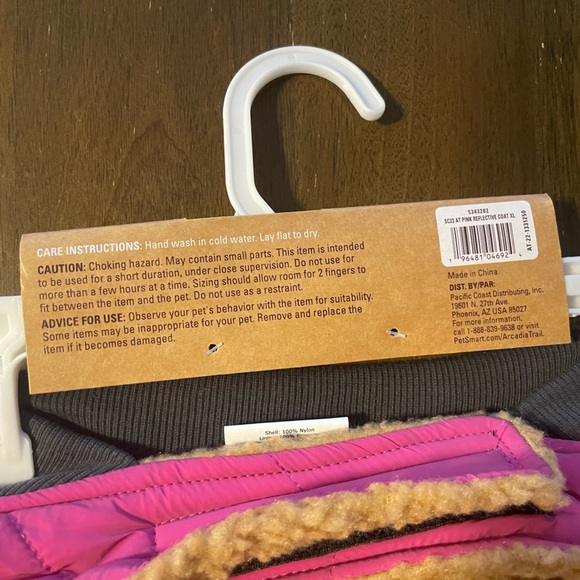 CARE INSTRUCTIONS: Hand wash in cold water. Lay flat to dry.
CAUTION: Choking hazard. May contain small parts. This item is intended
to be used for a short duration, under close supervision. Do not use for
more than a few hours at a time. Sizing should allow room for 2 fingers to
fit between the item and the pet. Do not use as a restraint.
ADVICE FOR USE: Observe your pet's behavior with the item for suitability.
Some items may be inappropriate for your pet. Remove and replace the
item if it becomes damaged.
5343292
SC23 AT PINK REFLECTIVE COAT XL
7 96481 04692 4
AT-22-1331250
Made in China
DIST. BY/PAR:
Pacific Coast Distributing, Inc.
19601 N. 27th Ave.
Phoenix, AZ USA 85027
For more information,
call 1-888-839-9638 or visit
PetSmart.com/ArcadiaTrail.
Shell: 100% Nylon